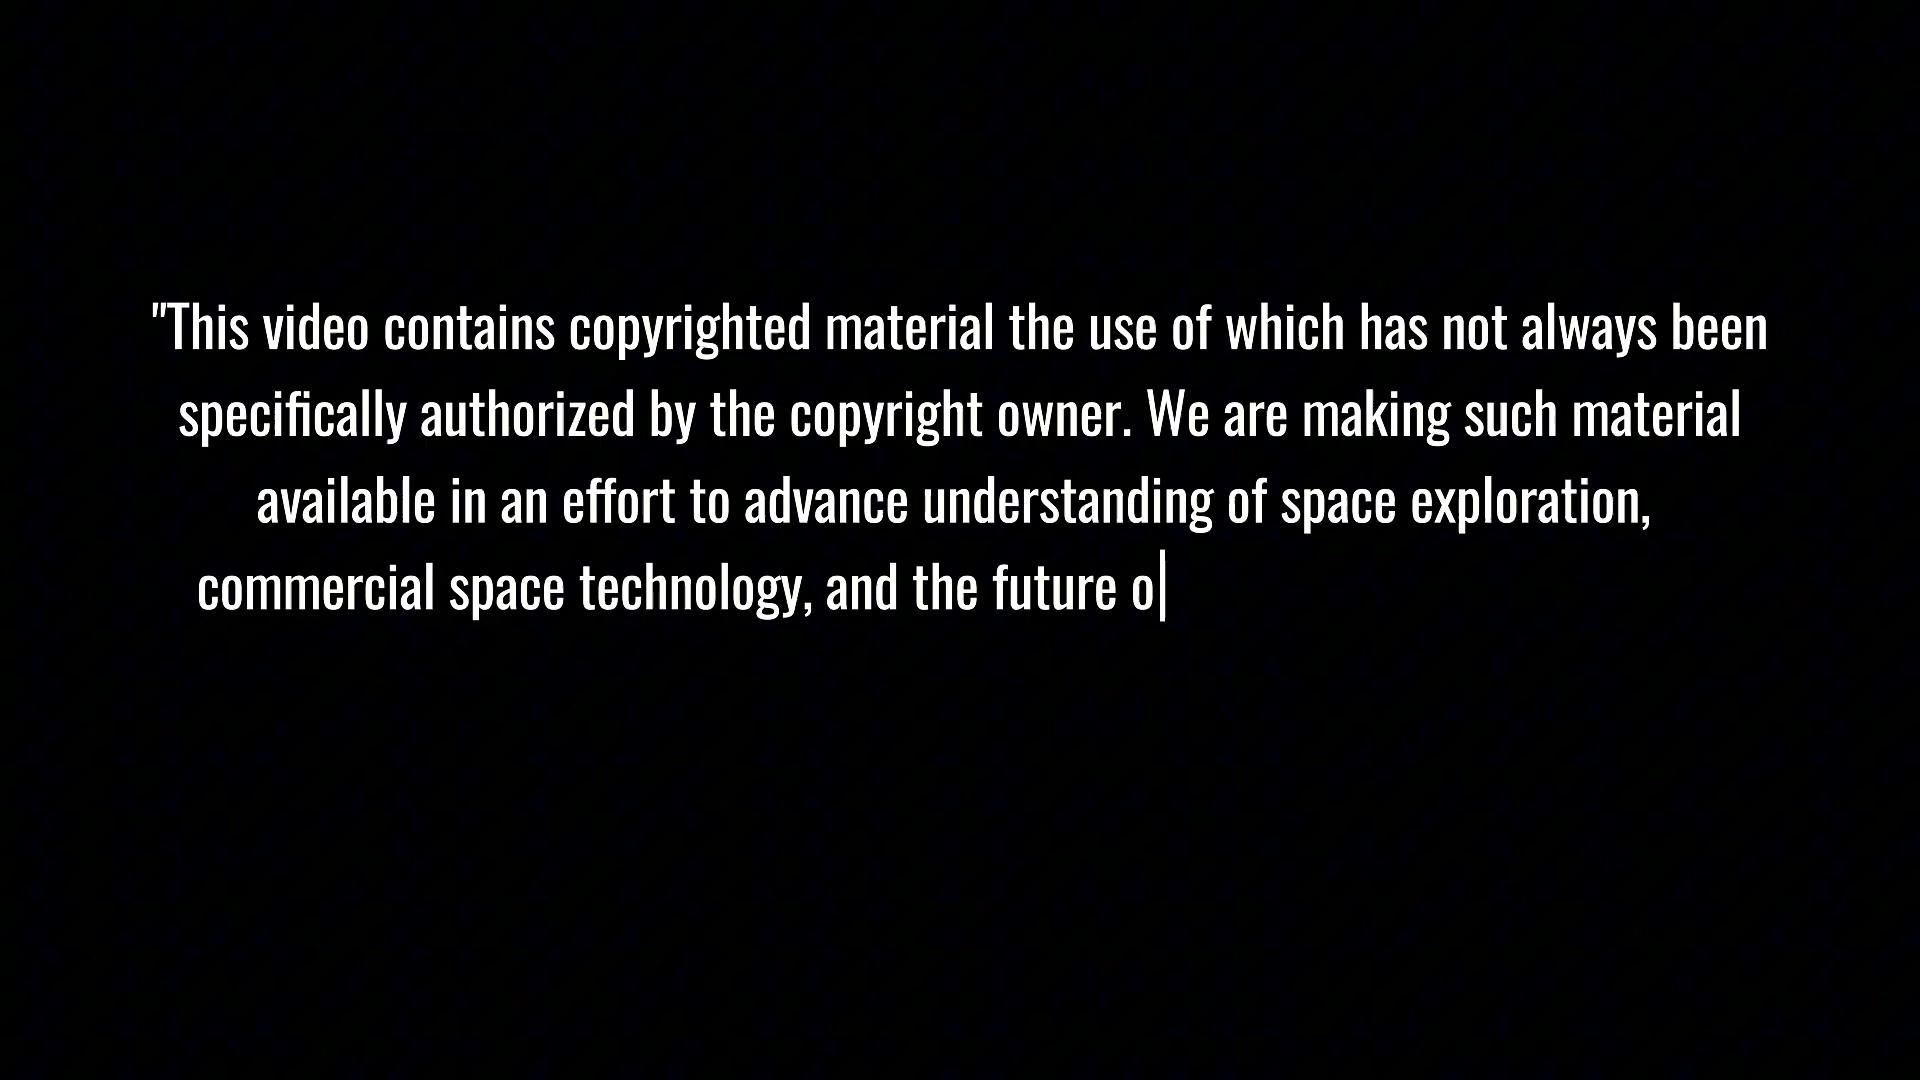 "This video contains copyrighted material the use of which has not always been
specifically authorized by the copyright owner. We are making such material
available in an effort to advance understanding of space exploration,
commercial space technology, and the future o